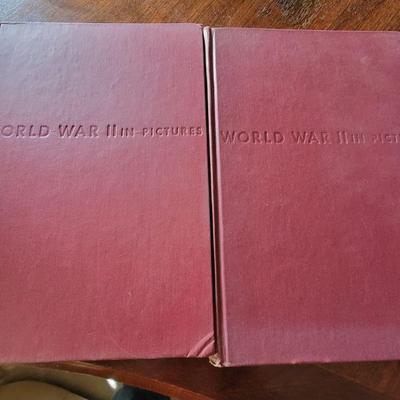 ORLD-WAR II IN-PICTURES
WORLD WAR II IN PICT